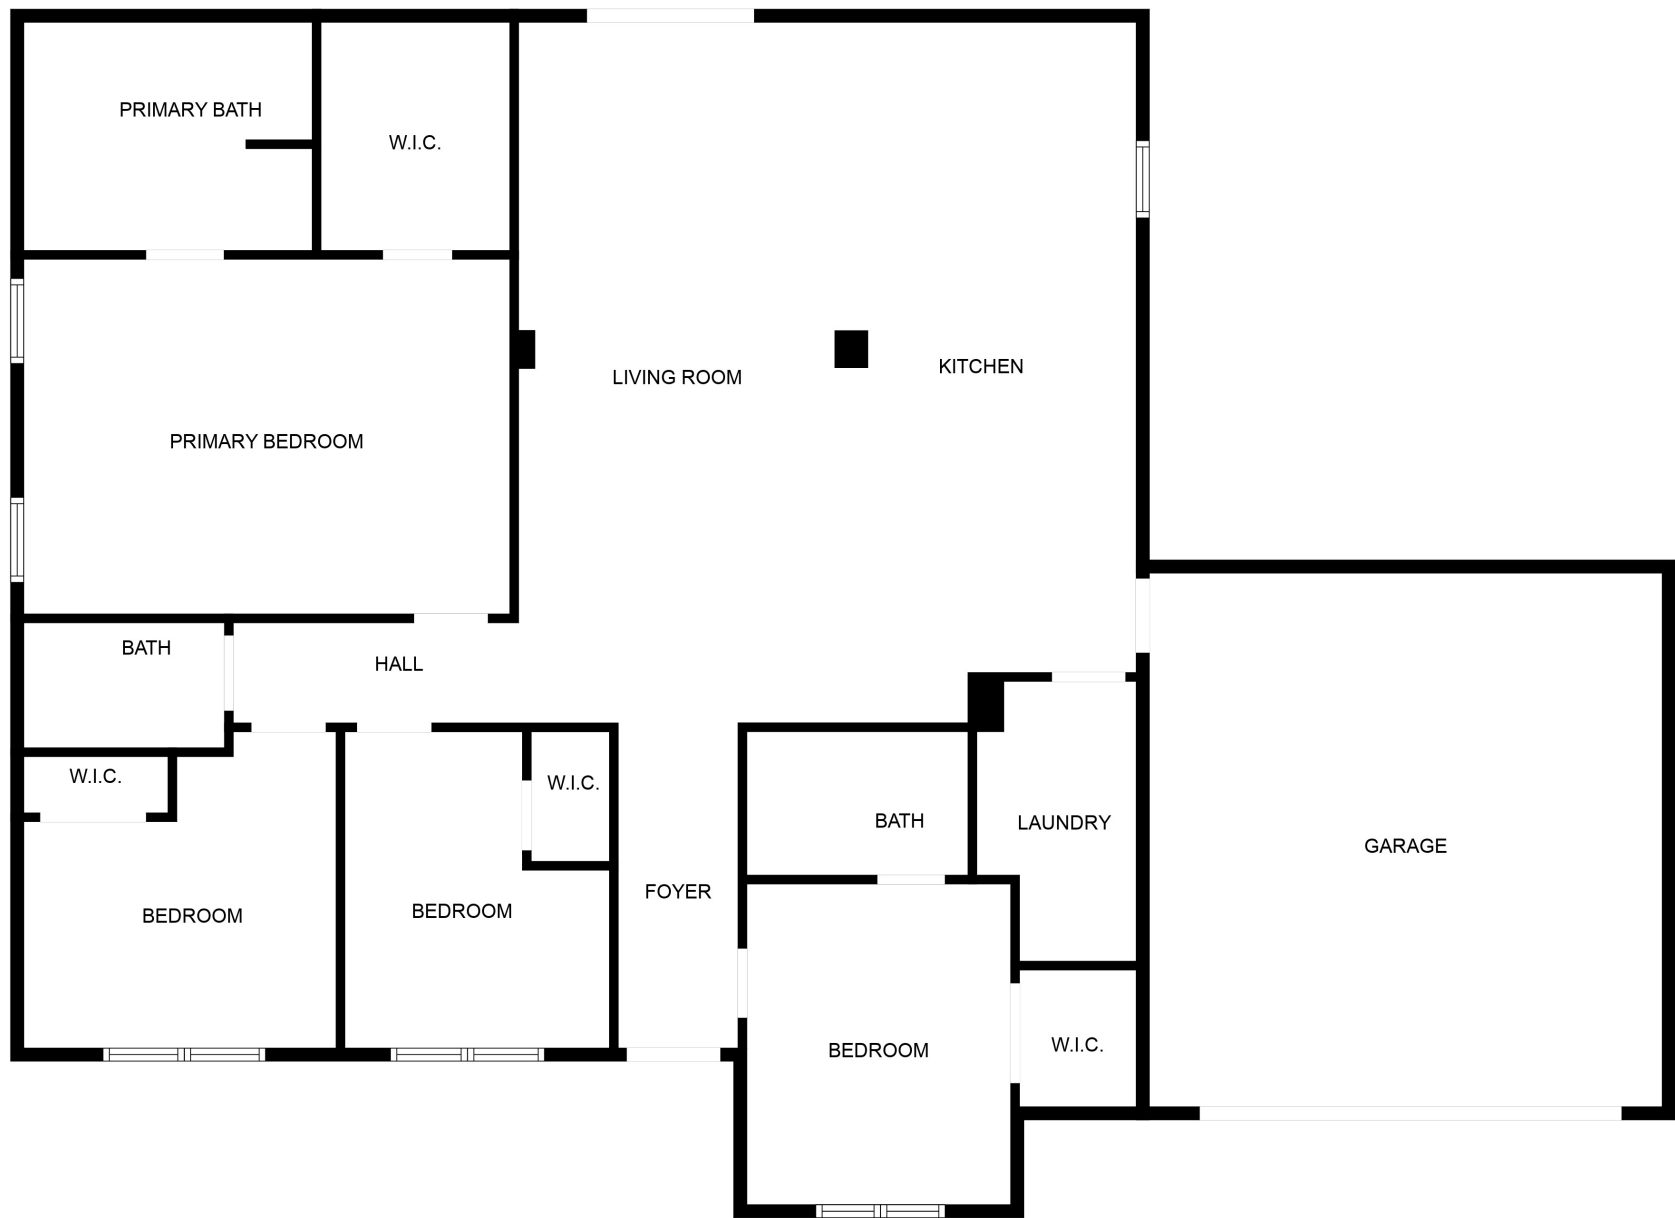 PRIMARY BATH
W.I.C.
LIVING ROOM
KITCHEN
PRIMARY BEDROOM
BATH
HALL
W.I.C.
W.I.C.
BATH
LAUNDRY
GARAGE
FOYER
BEDROOM
BEDROOM
BEDROOM
W.I.C.